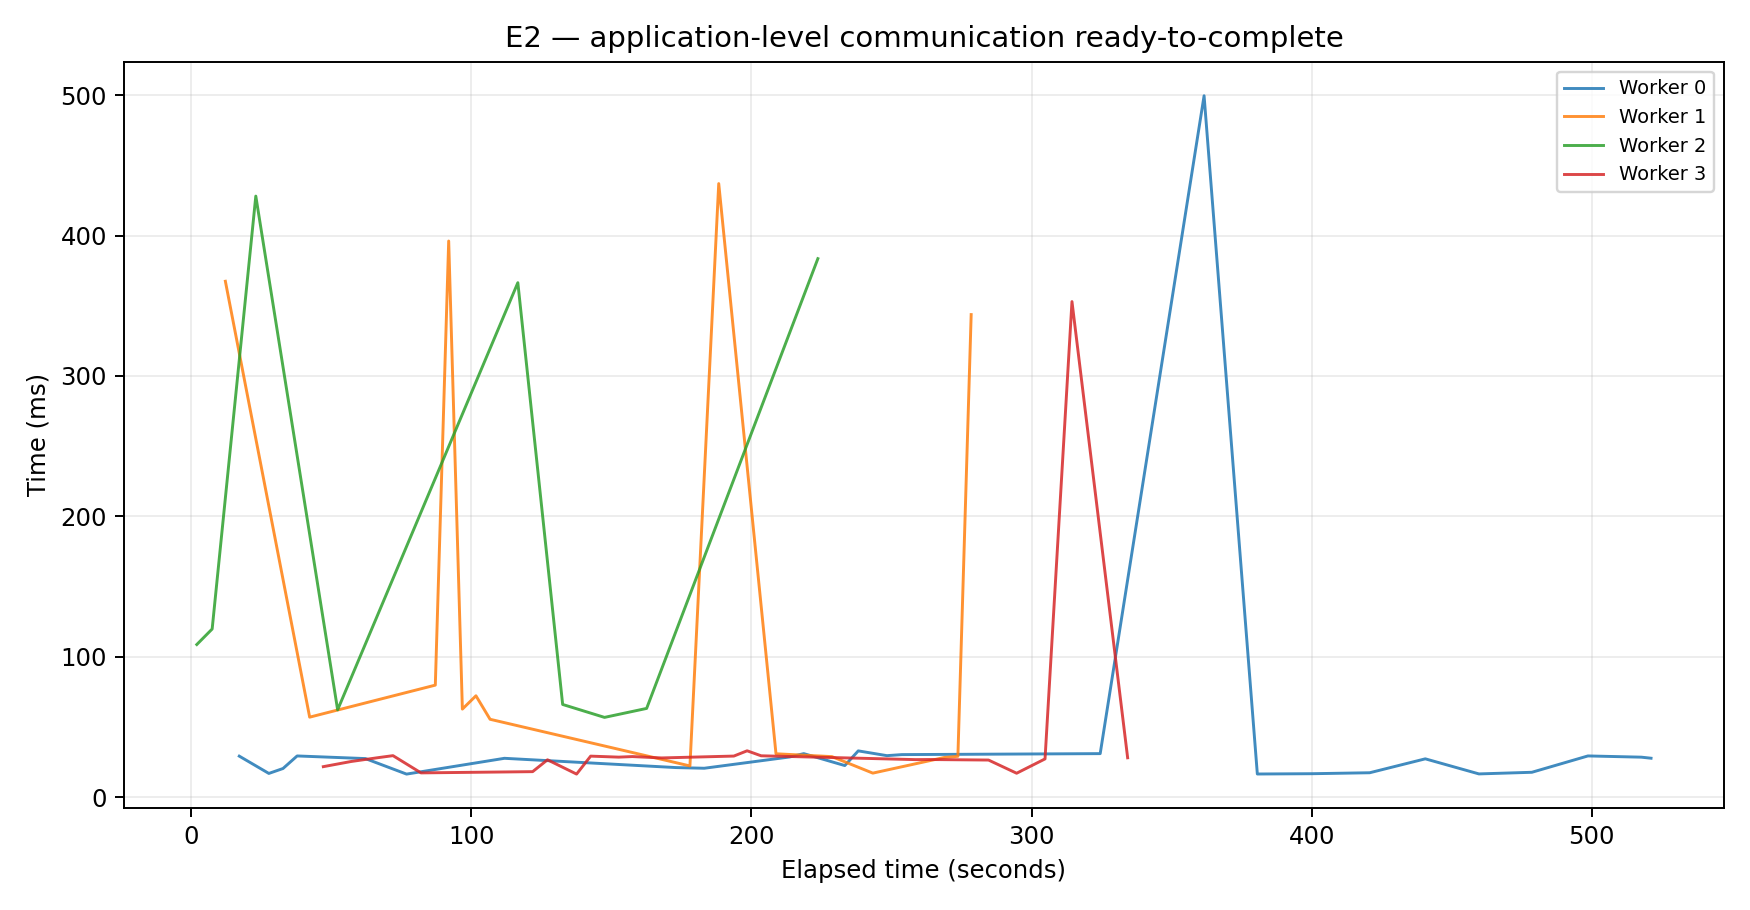 E2 — application-level communication ready-to-complete
Worker 0
Worker 1
Worker 2
Worker 3
Time (ms)
500
400
300
200
100
0
0 100 200 300 400 500
Elapsed time (seconds)